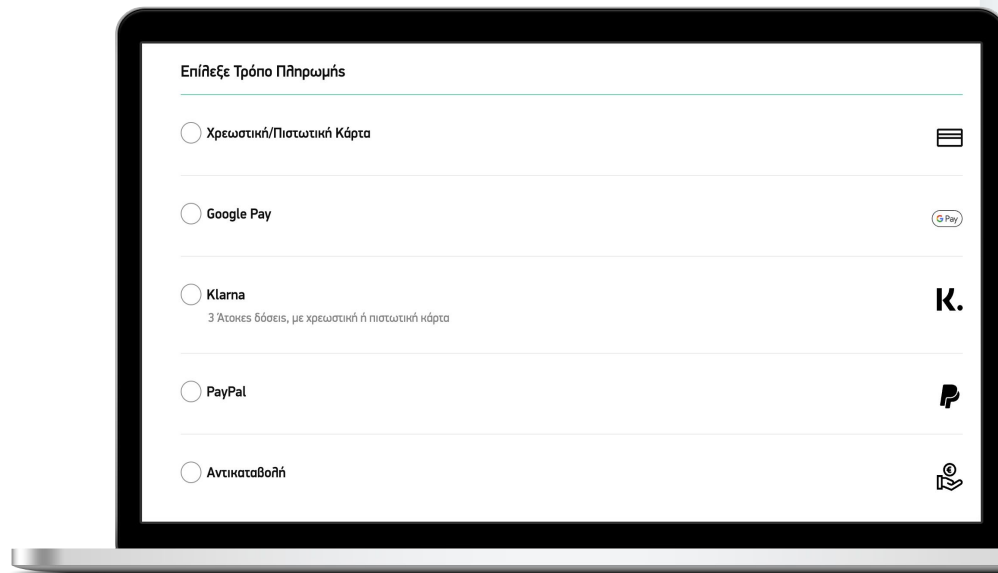 Επίλεξε Τρόπο Πληρωμής
Χρεωστική/Πιστωτική Κάρτα
Google Pay
G Pay
Klarna
K.
3 Άτοκες δόσεις, με χρεωστική ή πιστωτική κάρτα
PayPal
Αντικαταβολή
€